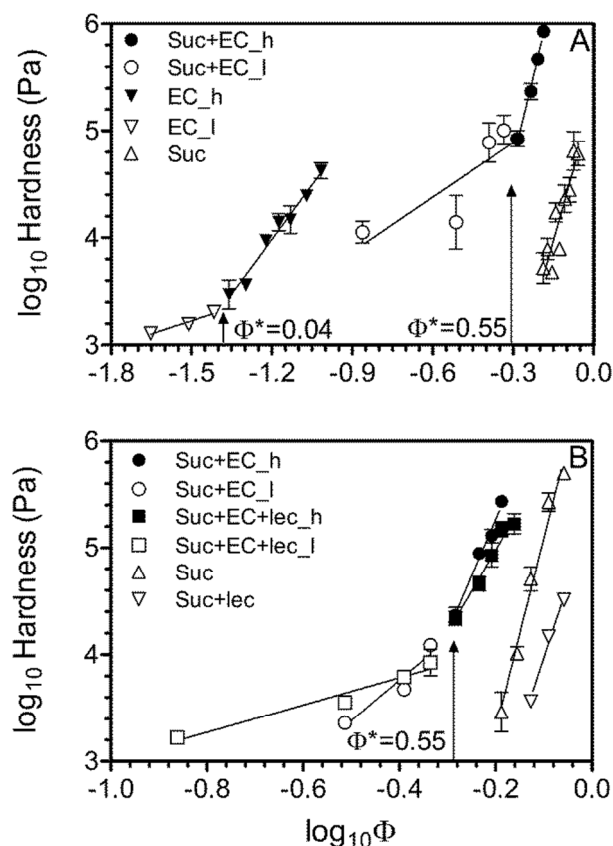 A
log10 Hardness (Pa)
6
5
4
3
Suc+EC_h
Suc+EC_l
EC_h
EC_l
Suc
Φ*=0.04
Φ*=0.55
-1.8 -1.5 -1.2 -0.9 -0.6 -0.3 0.0
B
log10 Hardness (Pa)
6
5
4
3
Suc+EC_h
Suc+EC_l
Suc+EC+lec_h
Suc+EC+lec_l
Suc
Suc+lec
Φ*=0.55
-1.0 -0.8 -0.6 -0.4 -0.2 0.0
log10Φ